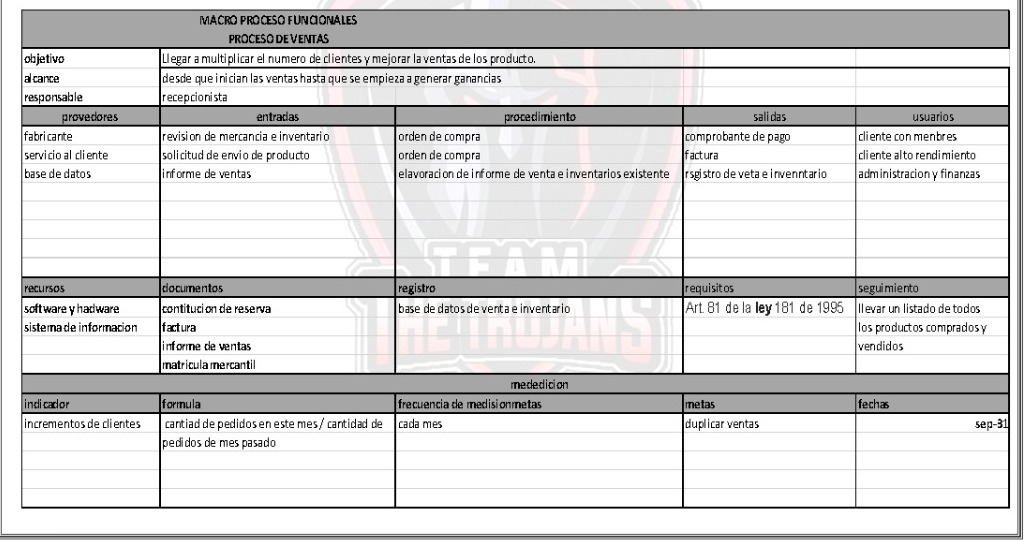 MACRO PROCESO FUNCIONALES
PROCESO DE VENTAS
objetivo Llegar a multiplicar el numero de clientes y mejorar la ventas de los producto.
alcance desde que inician las ventas hasta que se empieza a generar ganancias
responsable recepcionista
provedores entradas procedimiento salidas usuarios
fabricante revision de mercancia e inventario orden de compra comprobante de pago cliente con menbres
servicio al cliente solicitud de envio de producto orden de compra factura cliente alto rendimiento
base de datos informe de ventas elavoracion de informe de venta e inventarios existente rsgistro de veta e invenntario administracion y finanzas
TEAM
THE TROJANS
recursos documentos registro requisitos seguimiento
software y hadware contitucion de reserva base de datos de venta e inventario Art. 81 de la ley 181 de 1995 llevar un listado de todos
sistema de informacion factura los productos comprados y
informe de ventas vendidos
matricula mercantil
mededicion
indicador formula frecuencia de medisionmetas metas fechas
incrementos de clientes cantiad de pedidos en este mes / cantidad de cada mes duplicar ventas sep-31
pedidos de mes pasado